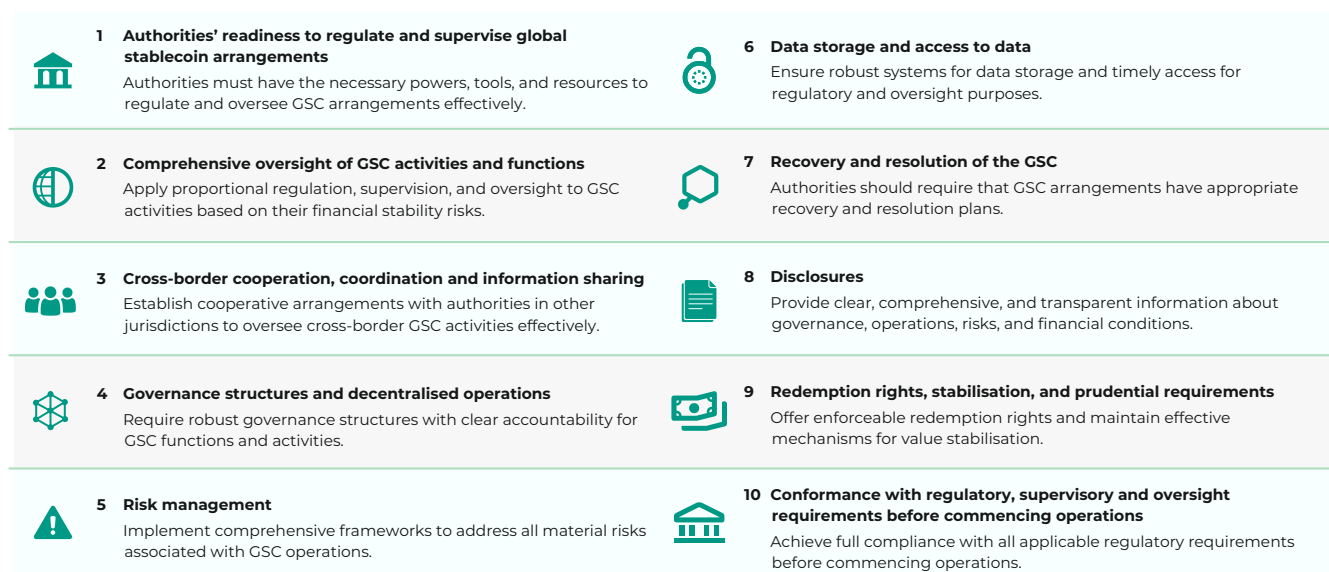 1 Authorities’ readiness to regulate and supervise global
stablecoin arrangements
Authorities must have the necessary powers, tools, and resources to
regulate and oversee GSC arrangements effectively.
2 Comprehensive oversight of GSC activities and functions
Apply proportional regulation, supervision, and oversight to GSC
activities based on their financial stability risks.
3 Cross-border cooperation, coordination and information sharing
Establish cooperative arrangements with authorities in other
jurisdictions to oversee cross-border GSC activities effectively.
4 Governance structures and decentralised operations
Require robust governance structures with clear accountability for
GSC functions and activities.
5 Risk management
Implement comprehensive frameworks to address all material risks
associated with GSC operations.
6 Data storage and access to data
Ensure robust systems for data storage and timely access for
regulatory and oversight purposes.
7 Recovery and resolution of the GSC
Authorities should require that GSC arrangements have appropriate
recovery and resolution plans.
8 Disclosures
Provide clear, comprehensive, and transparent information about
governance, operations, risks, and financial conditions.
9 Redemption rights, stabilisation, and prudential requirements
Offer enforceable redemption rights and maintain effective
mechanisms for value stabilisation.
10 Conformance with regulatory, supervisory and oversight
requirements before commencing operations
Achieve full compliance with all applicable regulatory requirements
before commencing operations.